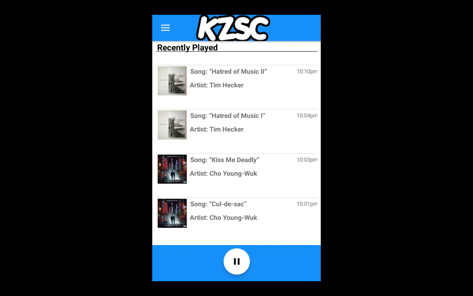 KZSC
Recently Played
Song: "Hatred of Music II" 10:10pm
Artist: Tim Hecker
Song: "Hatred of Music I" 10:04pm
Artist: Tim Hecker
Song: "Kiss Me Deadly" 10:03pm
Artist: Cho Young-Wuk
Song: "Cul-de-sac" 10:01pm
Artist: Cho Young-Wuk